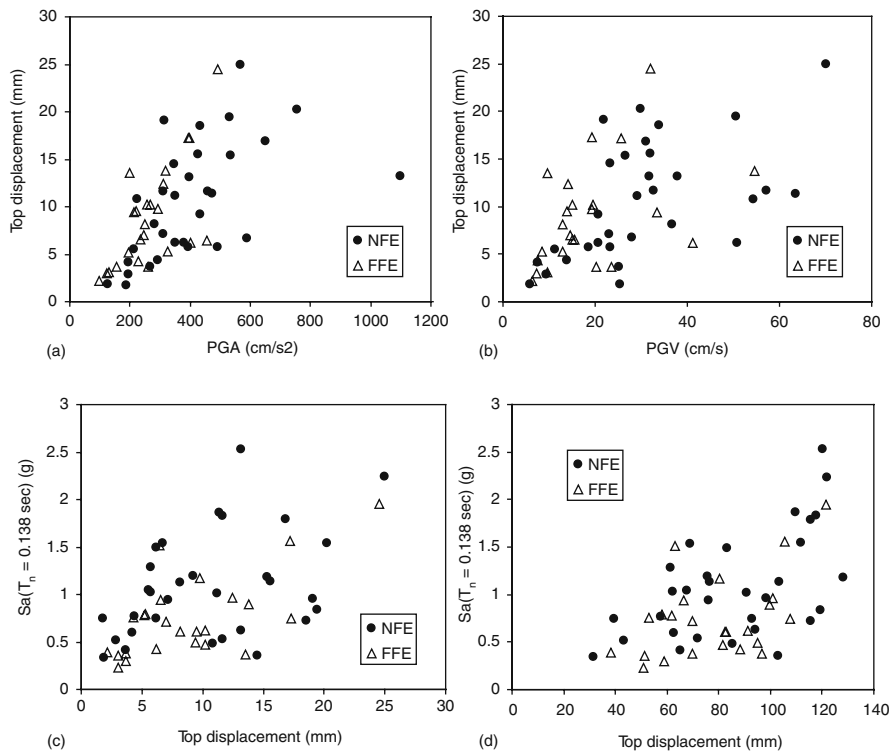 30
25
20
15
10
5
0
Top displacement (mm)
NFE
FFE
0 200 400 600 800 1000 1200
(a) PGA (cm/s2)
30
25
20
15
10
5
0
Top displacement (mm)
NFE
FFE
0 20 40 60 80
(b) PGV (cm/s)
3
2.5
2
1.5
1
0.5
0
Sa(Tn = 0.138 sec) (g)
NFE
FFE
0 5 10 15 20 25 30
(c) Top displacement (mm)
3
2.5
2
1.5
1
0.5
0
Sa(Tn = 0.138 sec) (g)
NFE
FFE
0 20 40 60 80 100 120 140
(d) Top displacement (mm)